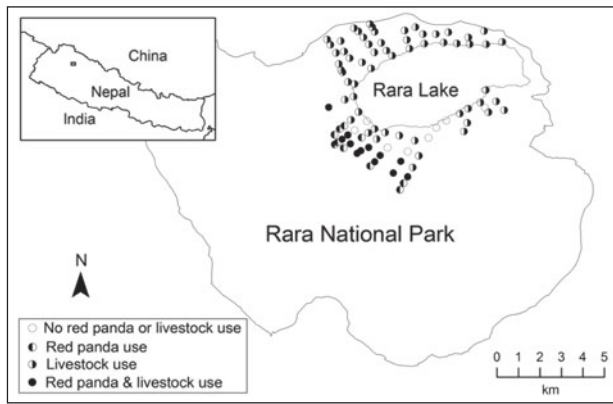 China
Nepal
India
Rara Lake
Rara National Park
N
No red panda or livestock use
Red panda use
Livestock use
Red panda & livestock use
0 1 2 3 4 5
km